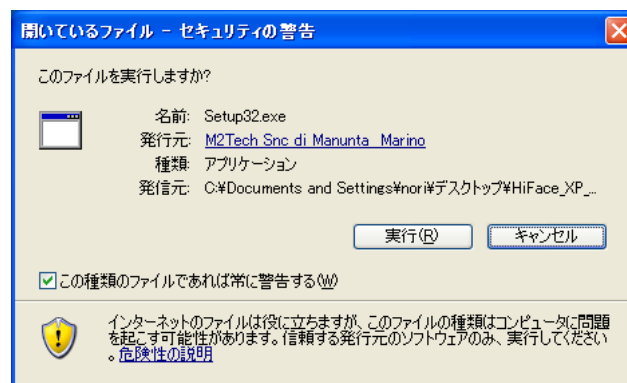 開いているファイル - セキュリティの警告
このファイルを実行しますか?
名前: Setup32.exe
発行元: M2Tech Snc di Manunta Marino
種類: アプリケーション
発信元: C:¥Documents and Settings¥nori¥デスクトップ¥HiFace_XP_...
実行(R) キャンセル
この種類のファイルであれば常に警告する(W)
インターネットのファイルは役に立ちますが、このファイルの種類はコンピュータに問題
を起こす可能性があります。信頼する発行元のソフトウェアのみ、実行してください
。危険性の説明